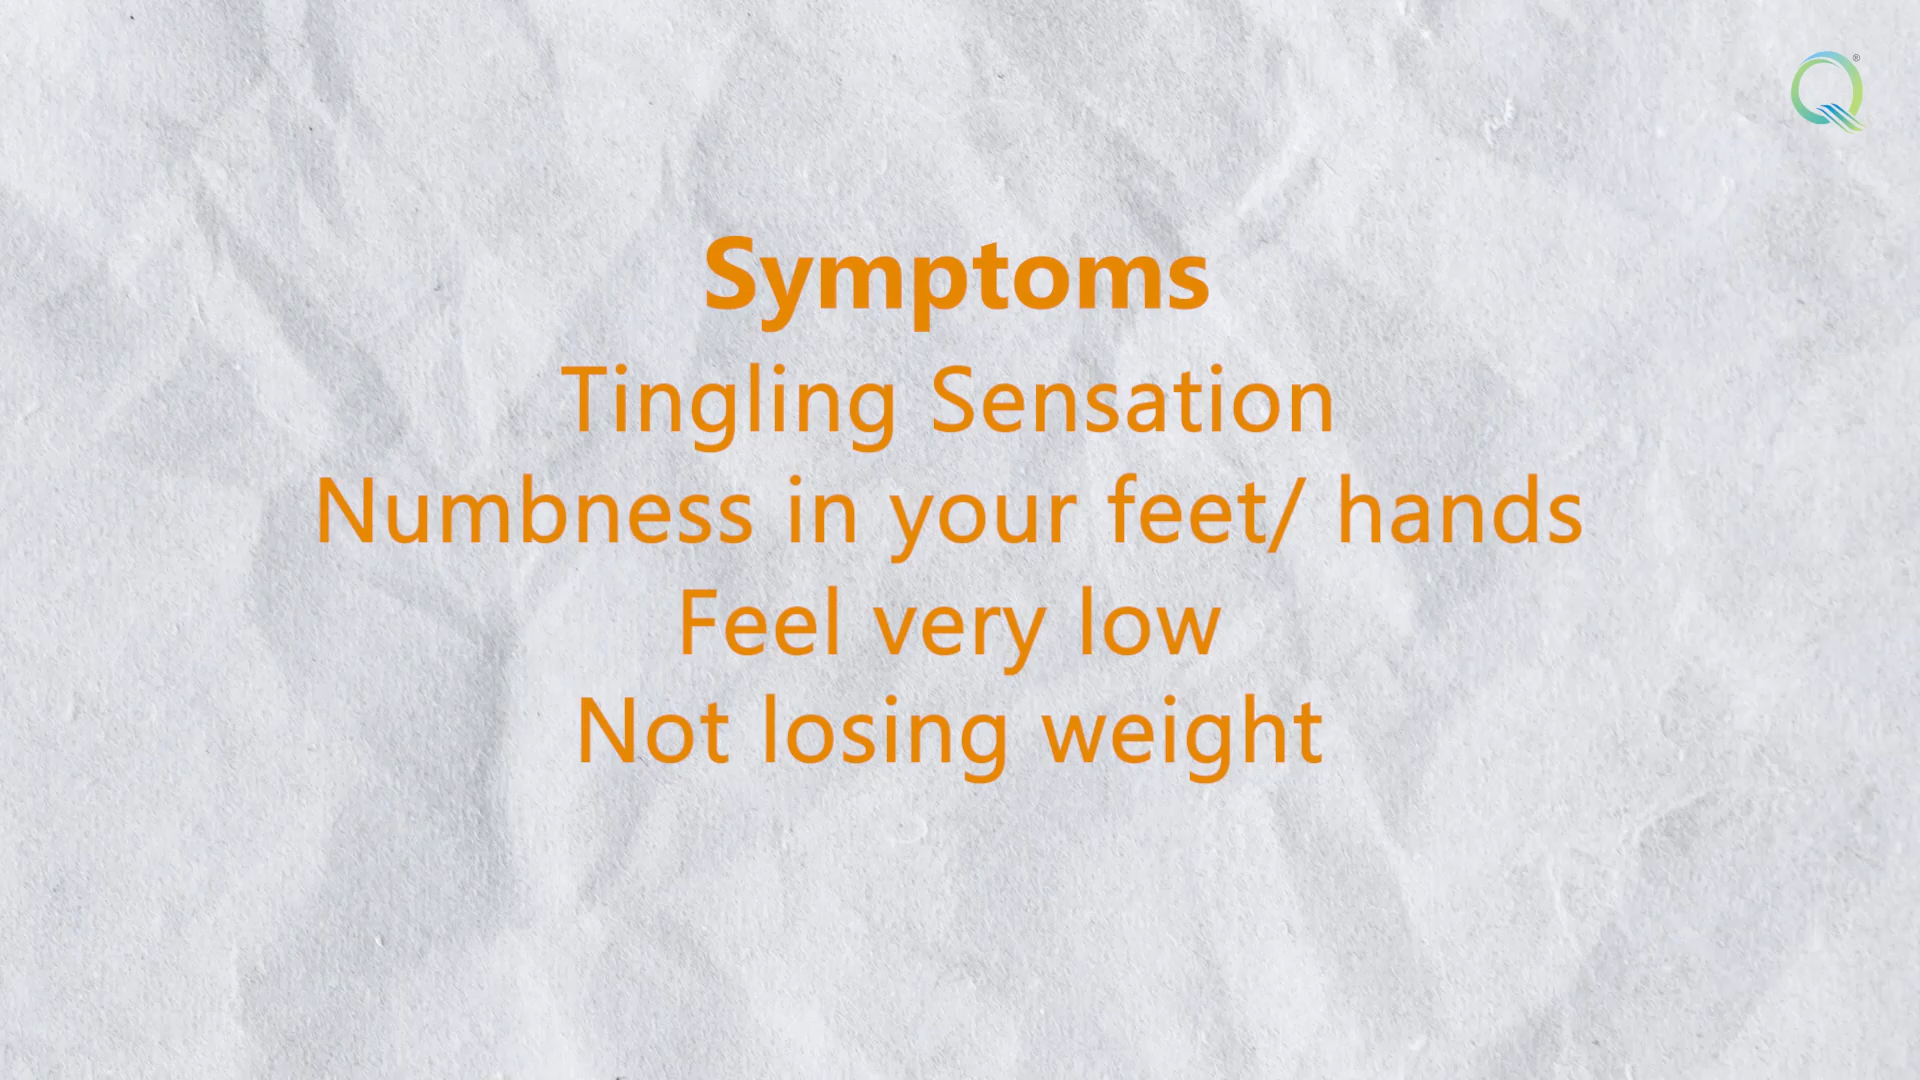 Symptoms
Tingling Sensation
Numbness in your feet/ hands
Feel very low
Not losing weight